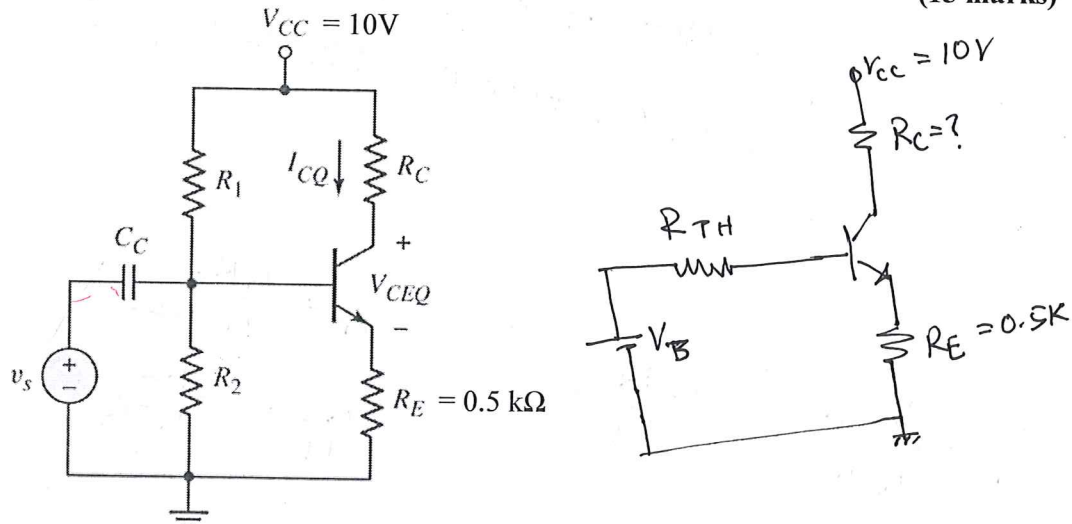 (15 marks)
V_CC = 10V
R_1
I_CQ
R_C
C_C
+
V_CEQ
−
v_s
+
−
R_2
R_E = 0.5 kΩ
V_CC = 10V
R_C=?
R_TH
V_B
R_E = 0.5K